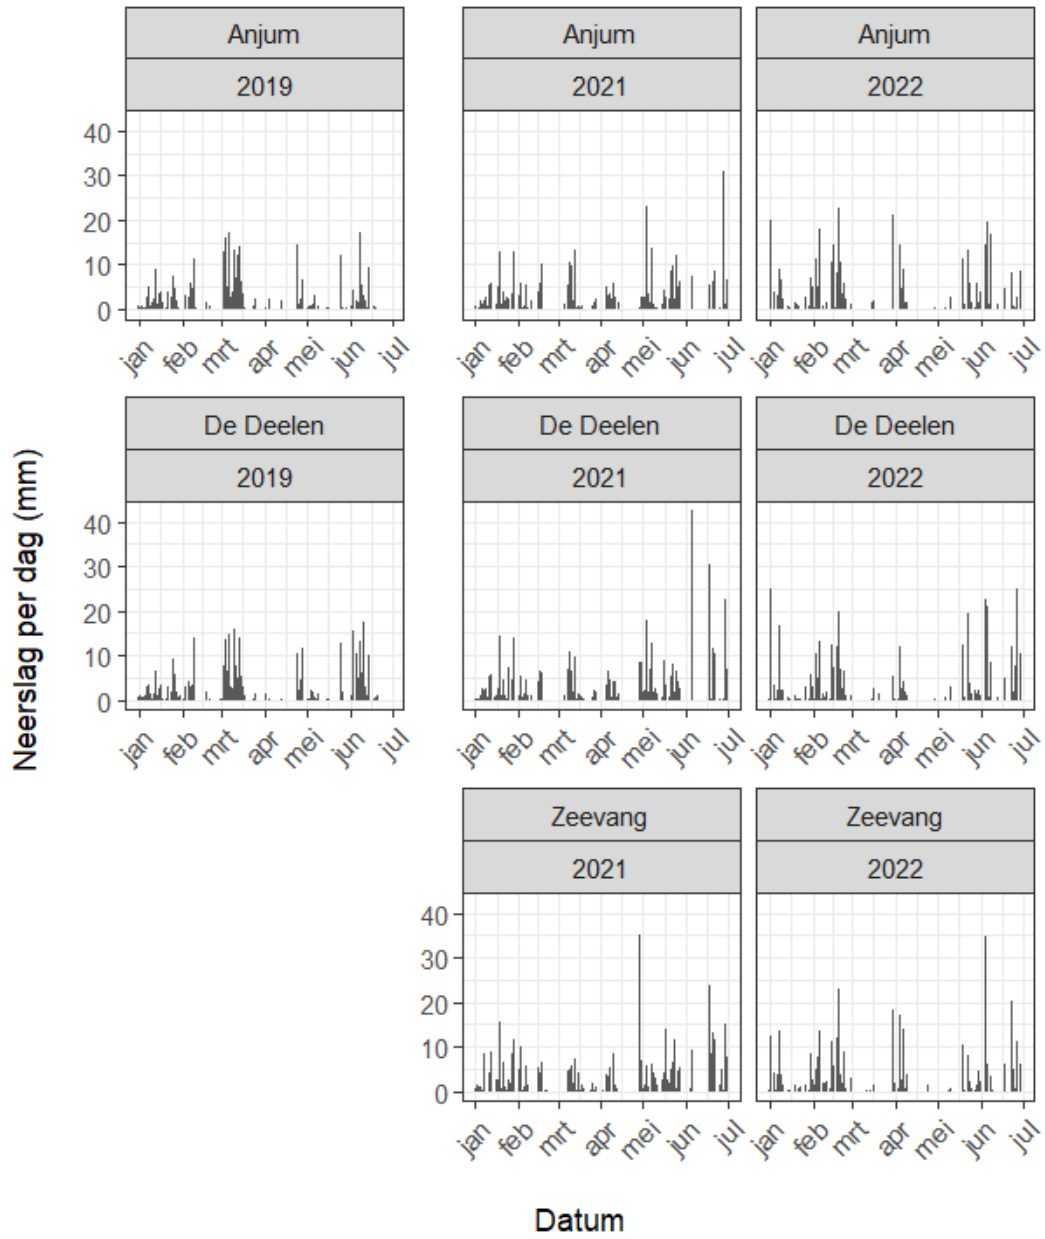 Anjum Anjum Anjum
2019 2021 2022
40
30
20
10
0
jan feb mrt apr mei jun jul jan feb mrt apr mei jun jul jan feb mrt apr mei jun jul
De Deelen De Deelen De Deelen
2019 2021 2022
40
30
20
10
0
jan feb mrt apr mei jun jul jan feb mrt apr mei jun jul jan feb mrt apr mei jun jul
Neerslag per dag (mm)
Zeevang Zeevang
2021 2022
40
30
20
10
0
jan feb mrt apr mei jun jul jan feb mrt apr mei jun jul
Datum